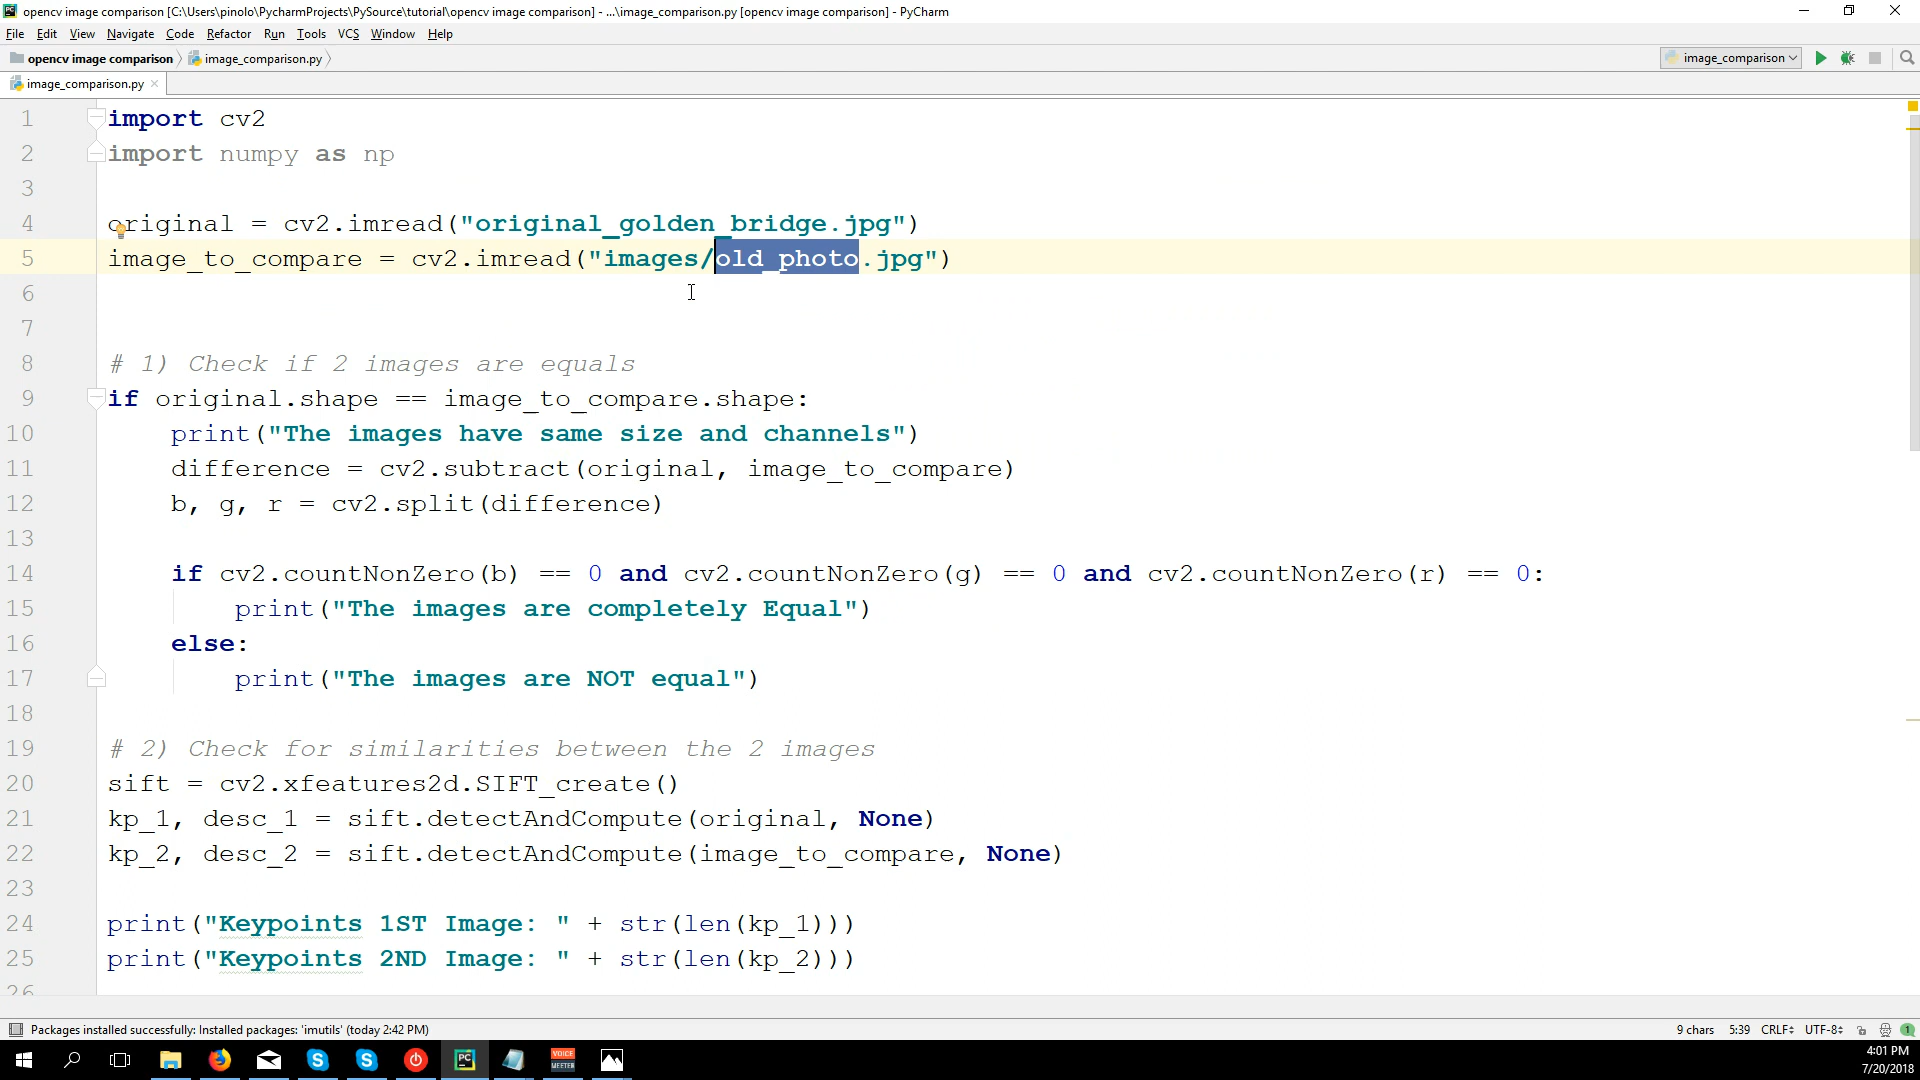 opencv image comparison [C:\Users\pinolo\PycharmProjects\PySource\tutorial\opencv image comparison] - ...\image_comparison.py [opencv image comparison] - PyCharm
File Edit View Navigate Code Refactor Run Tools VCS Window Help
opencv image comparison image_comparison.py image_comparison
image_comparison.py
1 import cv2
2 import numpy as np
3
4 original = cv2.imread("original_golden_bridge.jpg")
5 image_to_compare = cv2.imread("images/old_photo.jpg")
6
7
8 # 1) Check if 2 images are equals
9 if original.shape == image_to_compare.shape:
10 print("The images have same size and channels")
11 difference = cv2.subtract(original, image_to_compare)
12 b, g, r = cv2.split(difference)
13
14 if cv2.countNonZero(b) == 0 and cv2.countNonZero(g) == 0 and cv2.countNonZero(r) == 0:
15 print("The images are completely Equal")
16 else:
17 print("The images are NOT equal")
18
19 # 2) Check for similarities between the 2 images
20 sift = cv2.xfeatures2d.SIFT_create()
21 kp_1, desc_1 = sift.detectAndCompute(original, None)
22 kp_2, desc_2 = sift.detectAndCompute(image_to_compare, None)
23
24 print("Keypoints 1ST Image: " + str(len(kp_1)))
25 print("Keypoints 2ND Image: " + str(len(kp_2)))
26
Packages installed successfully: Installed packages: 'imutils' (today 2:42 PM) 9 chars 5:39 CRLF UTF-8 1
PC VOICE MEETER 4:01 PM
7/20/2018